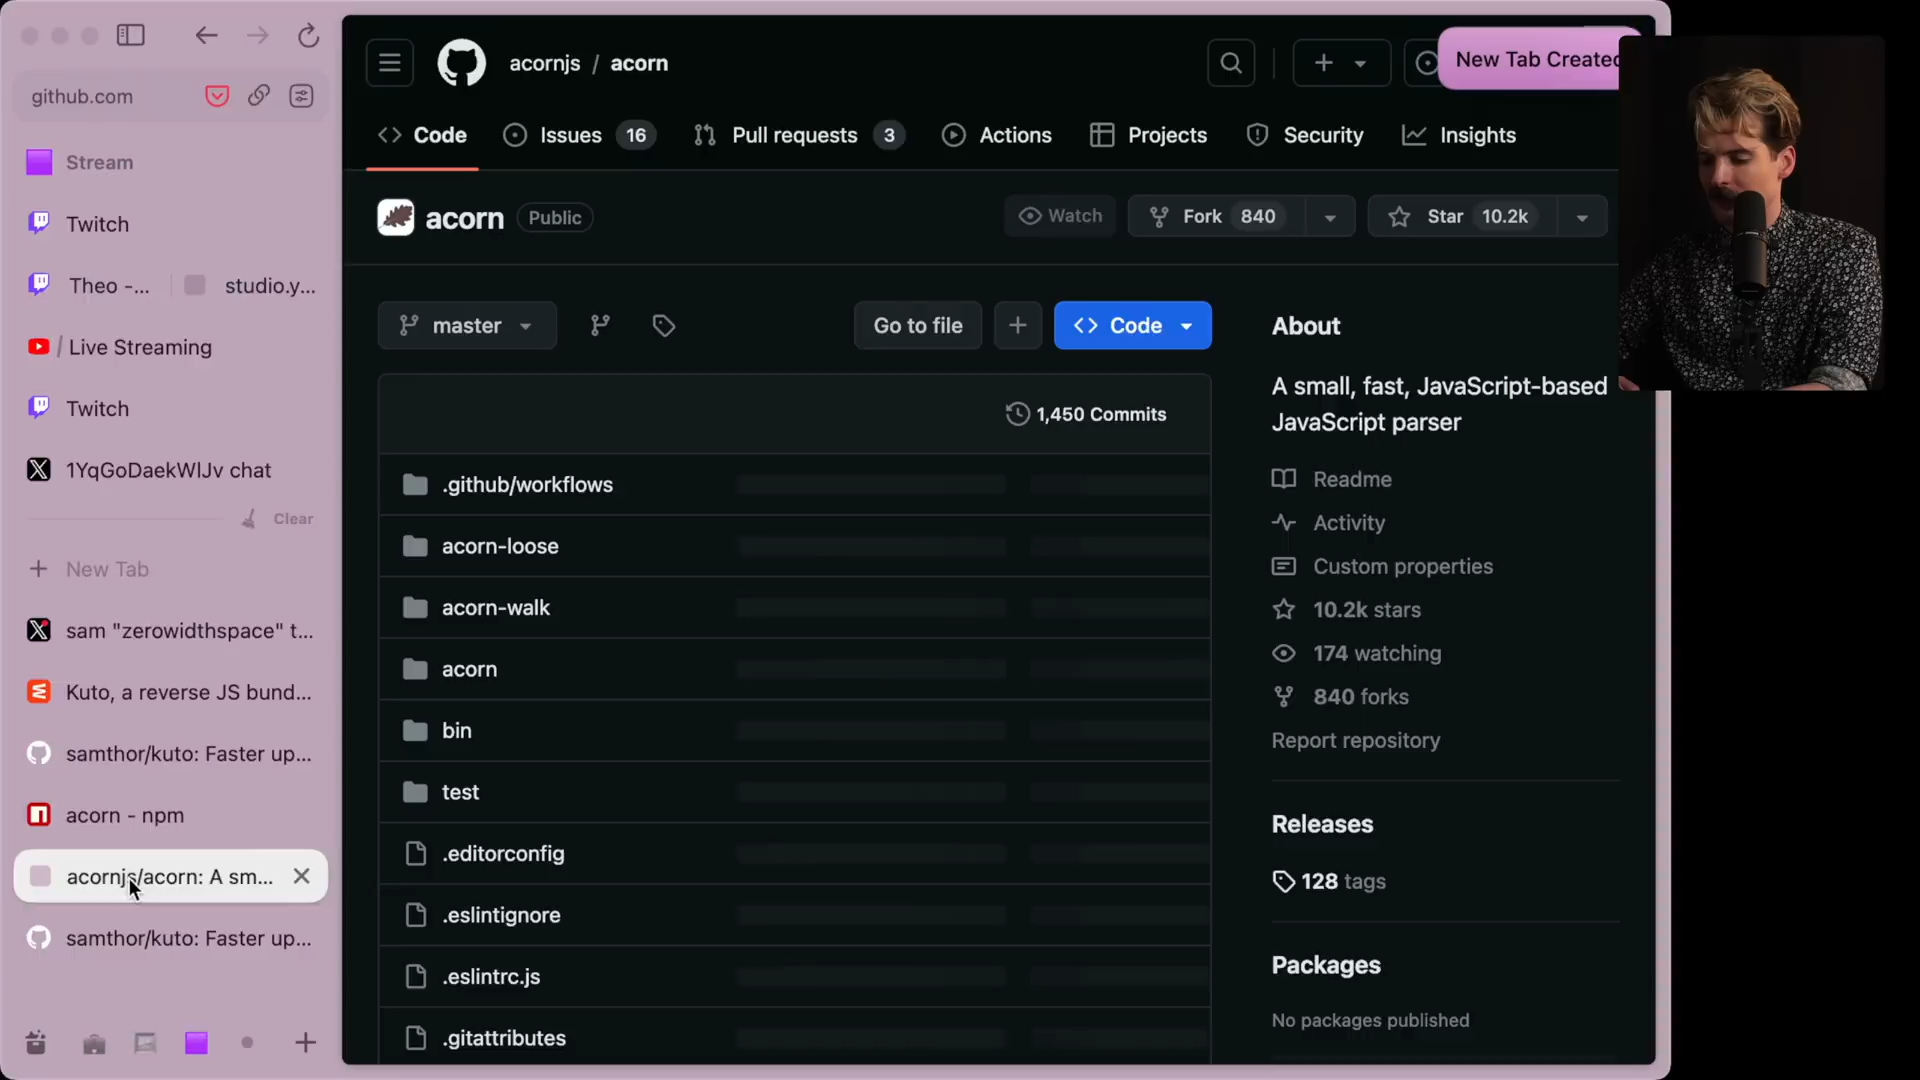 github.com
Stream
Twitch
Theo -...
studio.y...
/ Live Streaming
Twitch
1YqGoDaekWlJv chat
Clear
New Tab
sam "zerowidthspace" t...
Kuto, a reverse JS bund...
samthor/kuto: Faster up...
acorn - npm
acornjs/acorn: A sm...
samthor/kuto: Faster up...
acornjs / acorn
New Tab Created
Code
Issues 16
Pull requests 3
Actions
Projects
Security
Insights
acorn Public
Watch
Fork 840
Star 10.2k
master
Go to file
Code
1,450 Commits
.github/workflows
acorn-loose
acorn-walk
acorn
bin
test
.editorconfig
.eslintignore
.eslintrc.js
.gitattributes
About
A small, fast, JavaScript-based
JavaScript parser
Readme
Activity
Custom properties
10.2k stars
174 watching
840 forks
Report repository
Releases
128 tags
Packages
No packages published